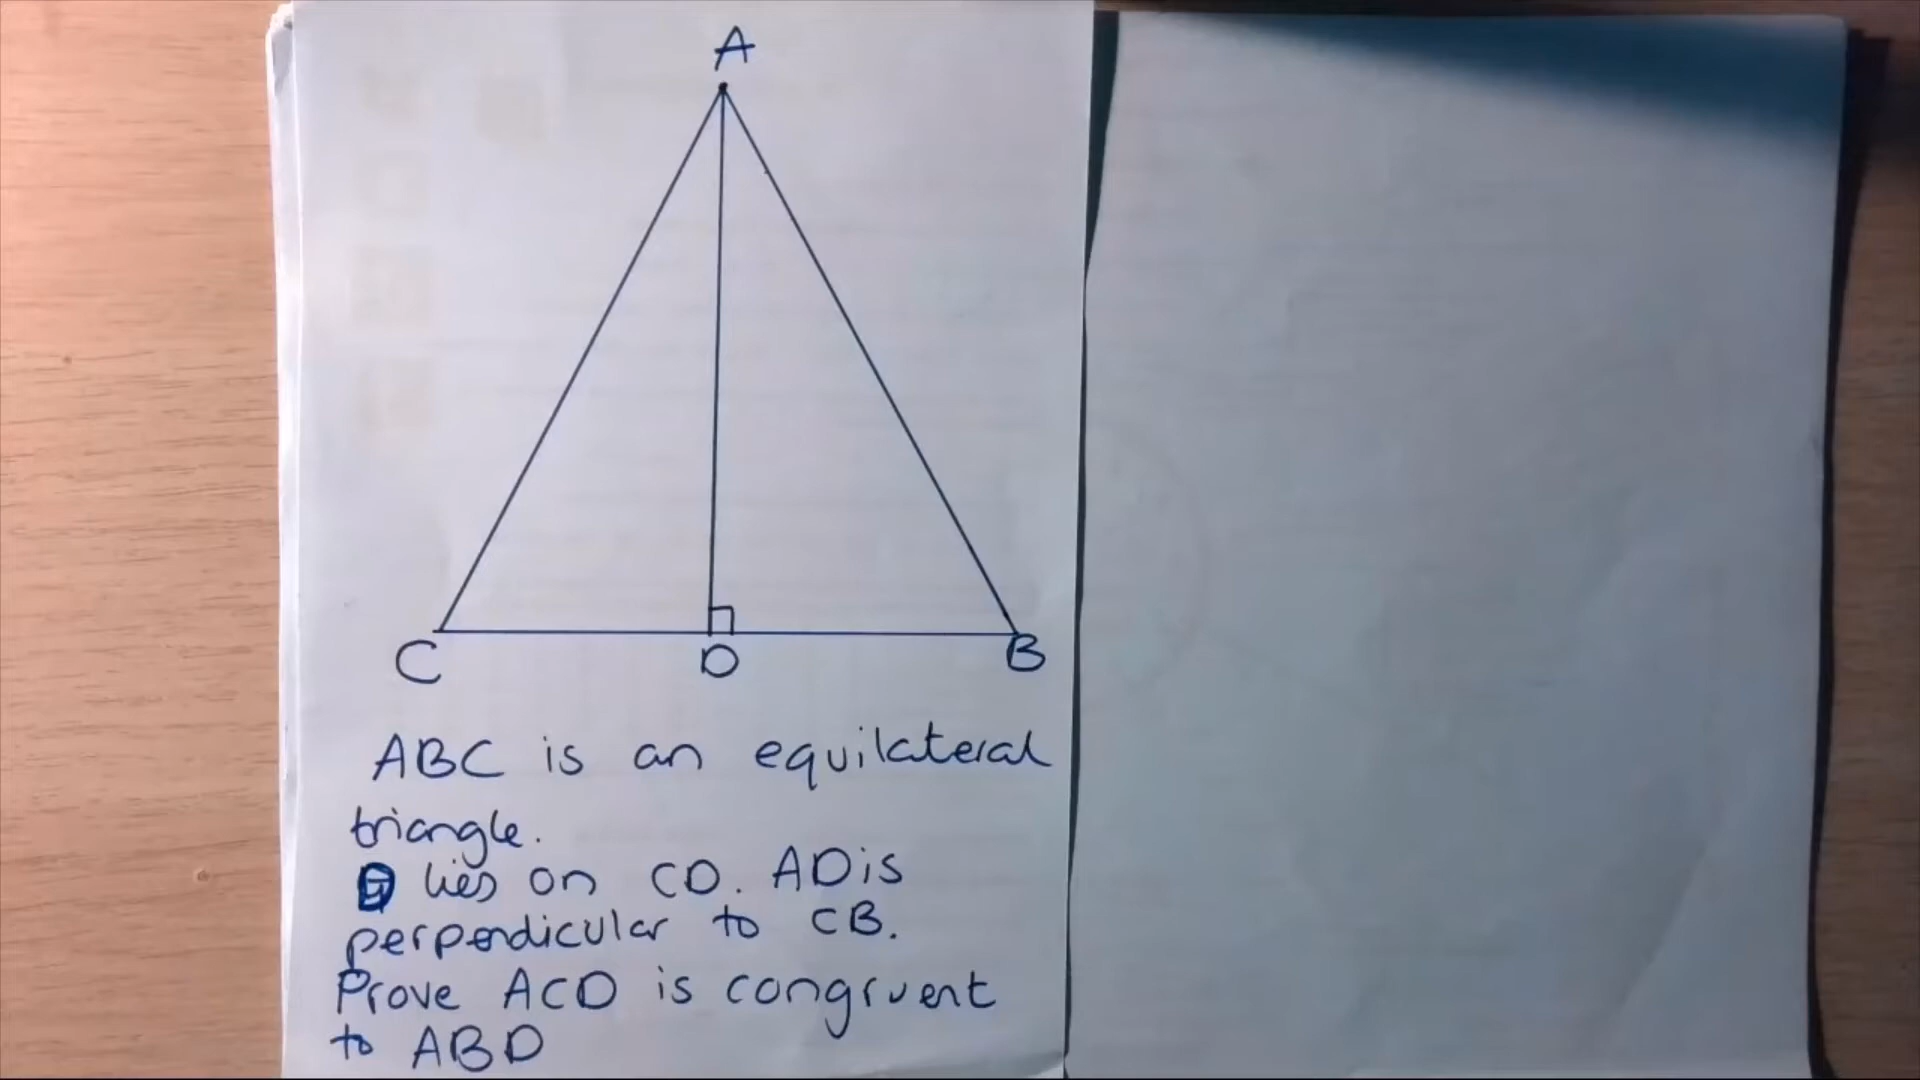 A
C D B
ABC is an equilateral
triangle.
D lies on CD. AD is
perpendicular to CB.
Prove ACD is congruent
to ABD